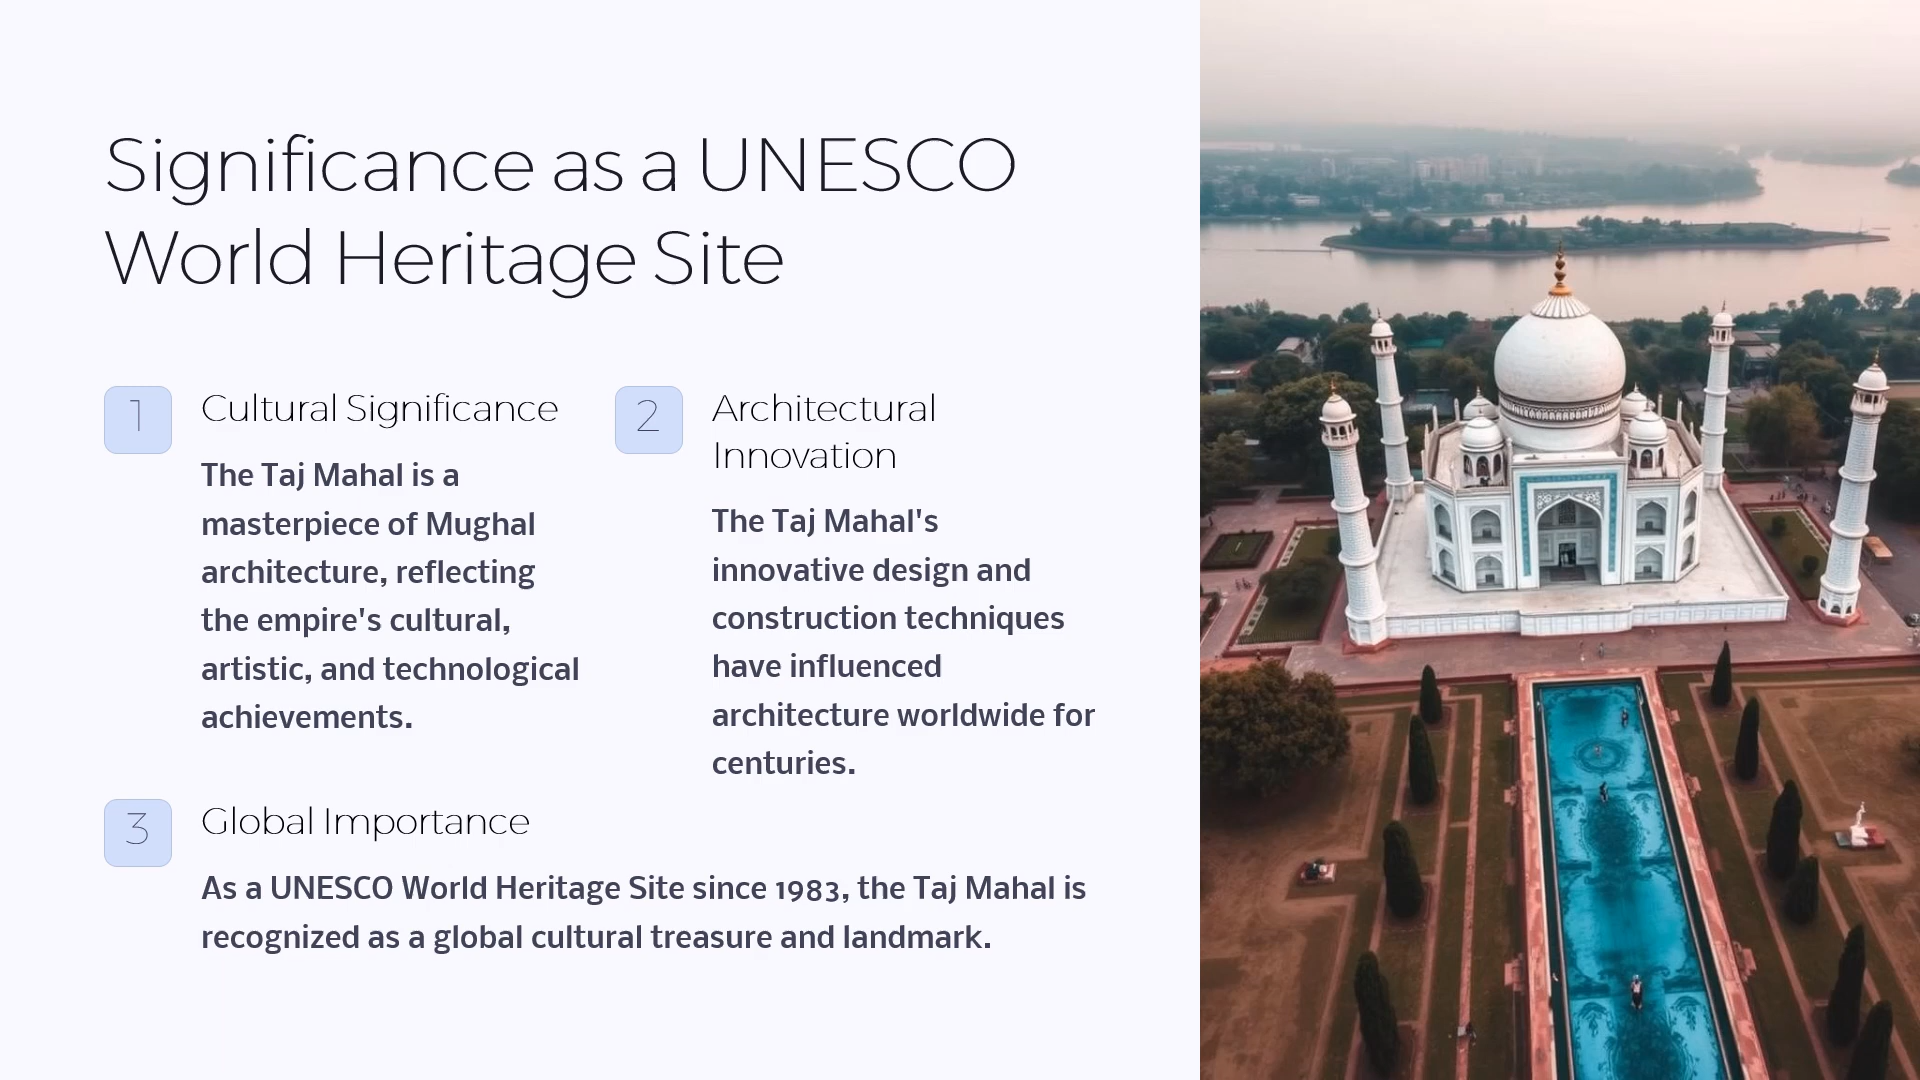 Significance as a UNESCO
World Heritage Site
1
Cultural Significance
The Taj Mahal is a
masterpiece of Mughal
architecture, reflecting
the empire's cultural,
artistic, and technological
achievements.
2
Architectural
Innovation
The Taj Mahal's
innovative design and
construction techniques
have influenced
architecture worldwide for
centuries.
3
Global Importance
As a UNESCO World Heritage Site since 1983, the Taj Mahal is
recognized as a global cultural treasure and landmark.